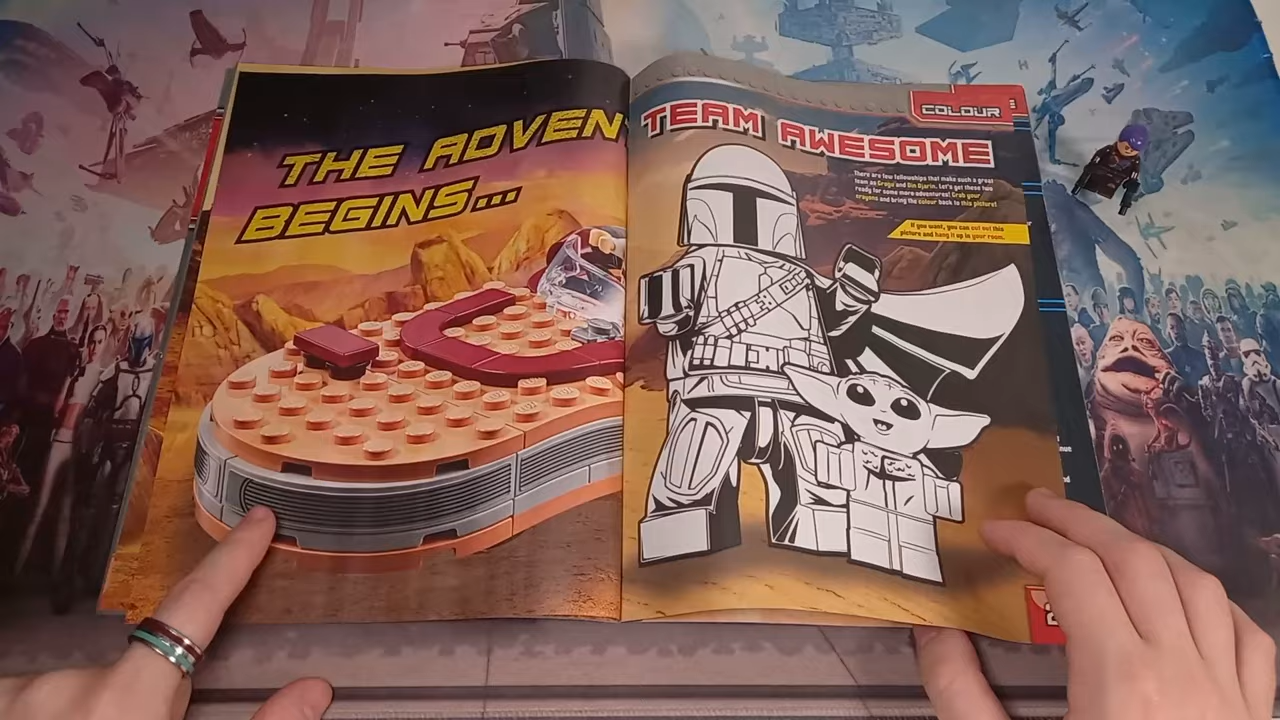 THE ADVEN
BEGINS...
COLOUR
TEAM AWESOME
There are few fellowships that make such a great
team as Grogu and Din Djarin. Let's get these two
ready for some more adventures! Grab your
crayons and bring the colour back to this picture!
If you want, you can cut out this
picture and hang it up in your room.